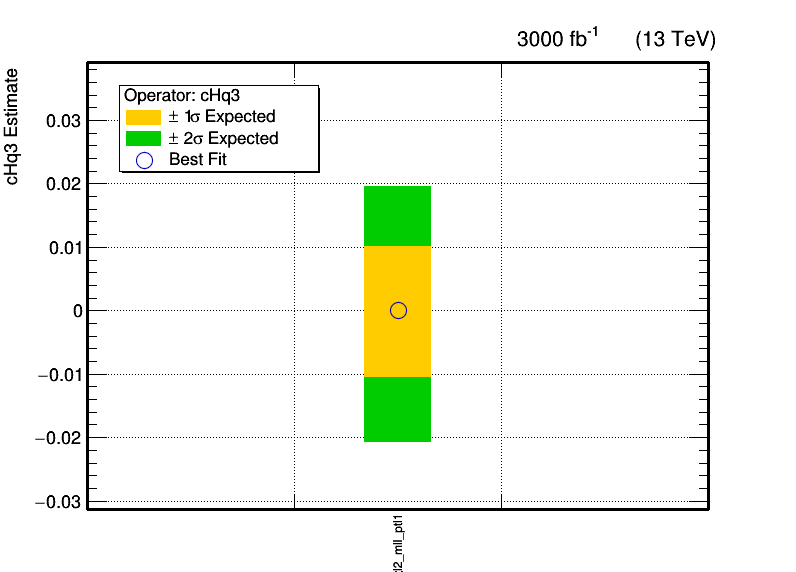 3000 fb-1 (13 TeV)
cHq3 Estimate
Operator: cHq3
± 1σ Expected
± 2σ Expected
Best Fit
0.03
0.02
0.01
0
−0.01
−0.02
−0.03